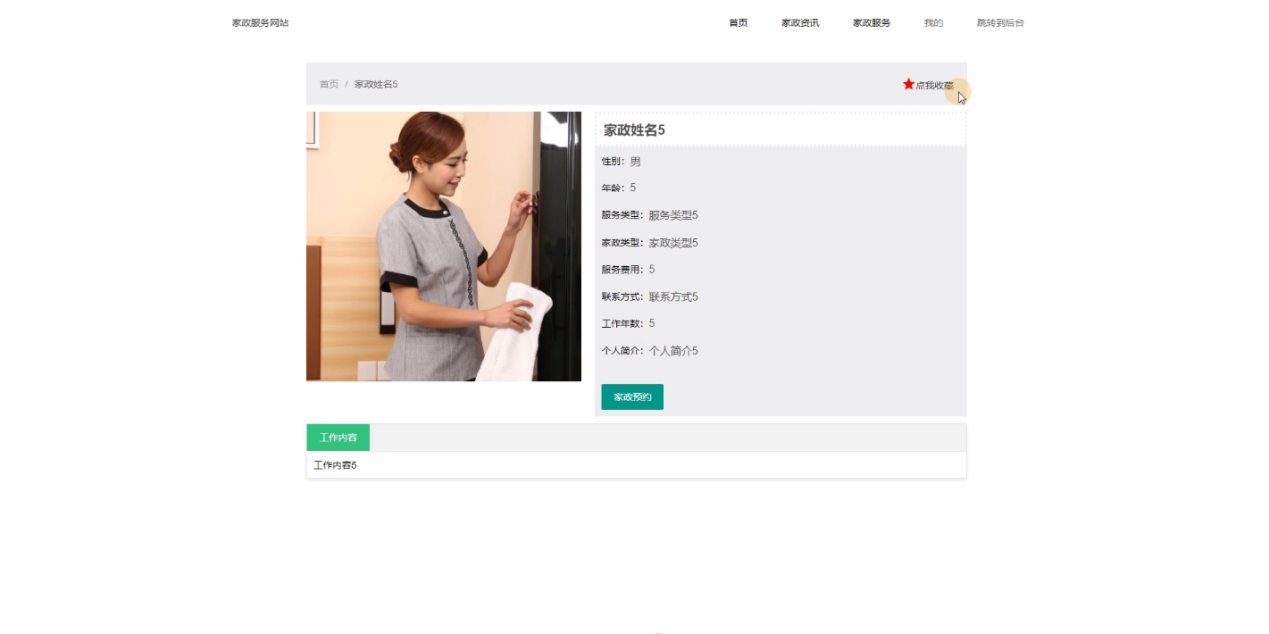 家政服务网站 首页 家政资讯 家政服务 我的 跳转到后台
首页 / 家政姓名5 点我收藏
家政姓名5
性别：男
年龄：5
服务类型：服务类型5
家政类型：家政类型5
服务费用：5
联系方式：联系方式5
工作年数：5
个人简介：个人简介5
家政预约
工作内容
工作内容5